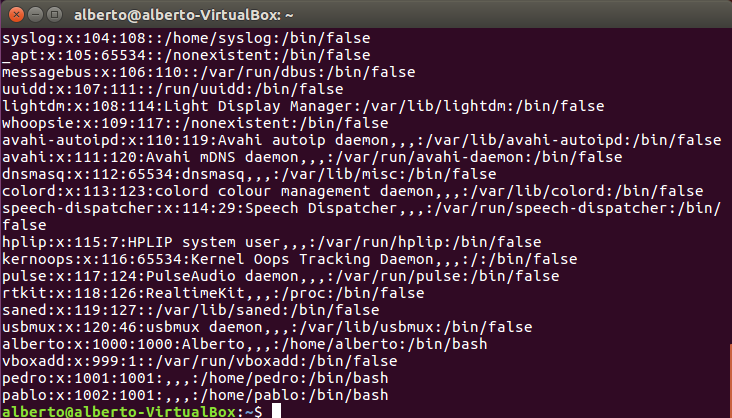 alberto@alberto-VirtualBox: ~
syslog:x:104:108::/home/syslog:/bin/false
_apt:x:105:65534::/nonexistent:/bin/false
messagebus:x:106:110::/var/run/dbus:/bin/false
uuidd:x:107:111::/run/uuidd:/bin/false
lightdm:x:108:114:Light Display Manager:/var/lib/lightdm:/bin/false
whoopsie:x:109:117::/nonexistent:/bin/false
avahi-autoipd:x:110:119:Avahi autoip daemon,,,:/var/lib/avahi-autoipd:/bin/false
avahi:x:111:120:Avahi mDNS daemon,,,:/var/run/avahi-daemon:/bin/false
dnsmasq:x:112:65534:dnsmasq,,,:/var/lib/misc:/bin/false
colord:x:113:123:colord colour management daemon,,,:/var/lib/colord:/bin/false
speech-dispatcher:x:114:29:Speech Dispatcher,,,:/var/run/speech-dispatcher:/bin/
false
hplip:x:115:7:HPLIP system user,,,:/var/run/hplip:/bin/false
kernoops:x:116:65534:Kernel Oops Tracking Daemon,,,:/:/bin/false
pulse:x:117:124:PulseAudio daemon,,,:/var/run/pulse:/bin/false
rtkit:x:118:126:RealtimeKit,,,:/proc:/bin/false
saned:x:119:127::/var/lib/saned:/bin/false
usbmux:x:120:46:usbmux daemon,,,:/var/lib/usbmux:/bin/false
alberto:x:1000:1000:Alberto,,,:/home/alberto:/bin/bash
vboxadd:x:999:1::/var/run/vboxadd:/bin/false
pedro:x:1001:1001:,,,:/home/pedro:/bin/bash
pablo:x:1002:1001:,,,:/home/pablo:/bin/bash
alberto@alberto-VirtualBox:~$